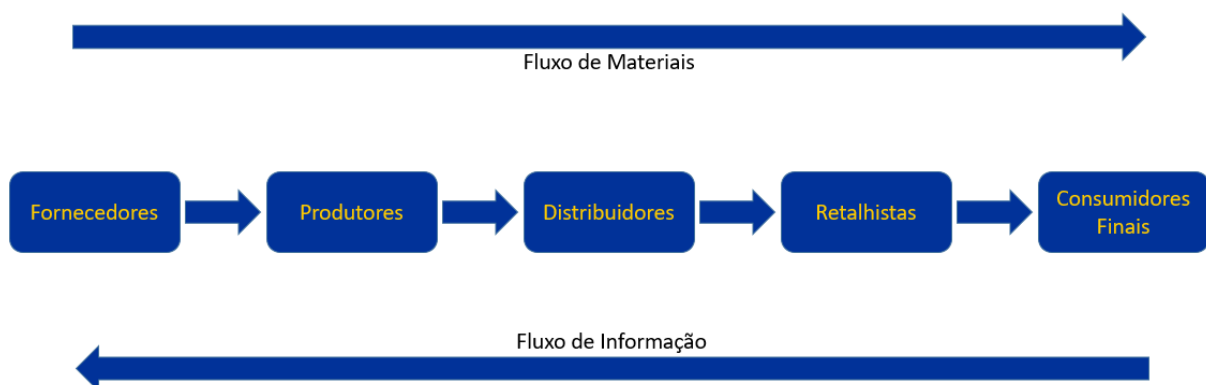 Fluxo de Materiais
Fornecedores
Produtores
Distribuidores
Retalhistas
Consumidores
Finais
Fluxo de Informação